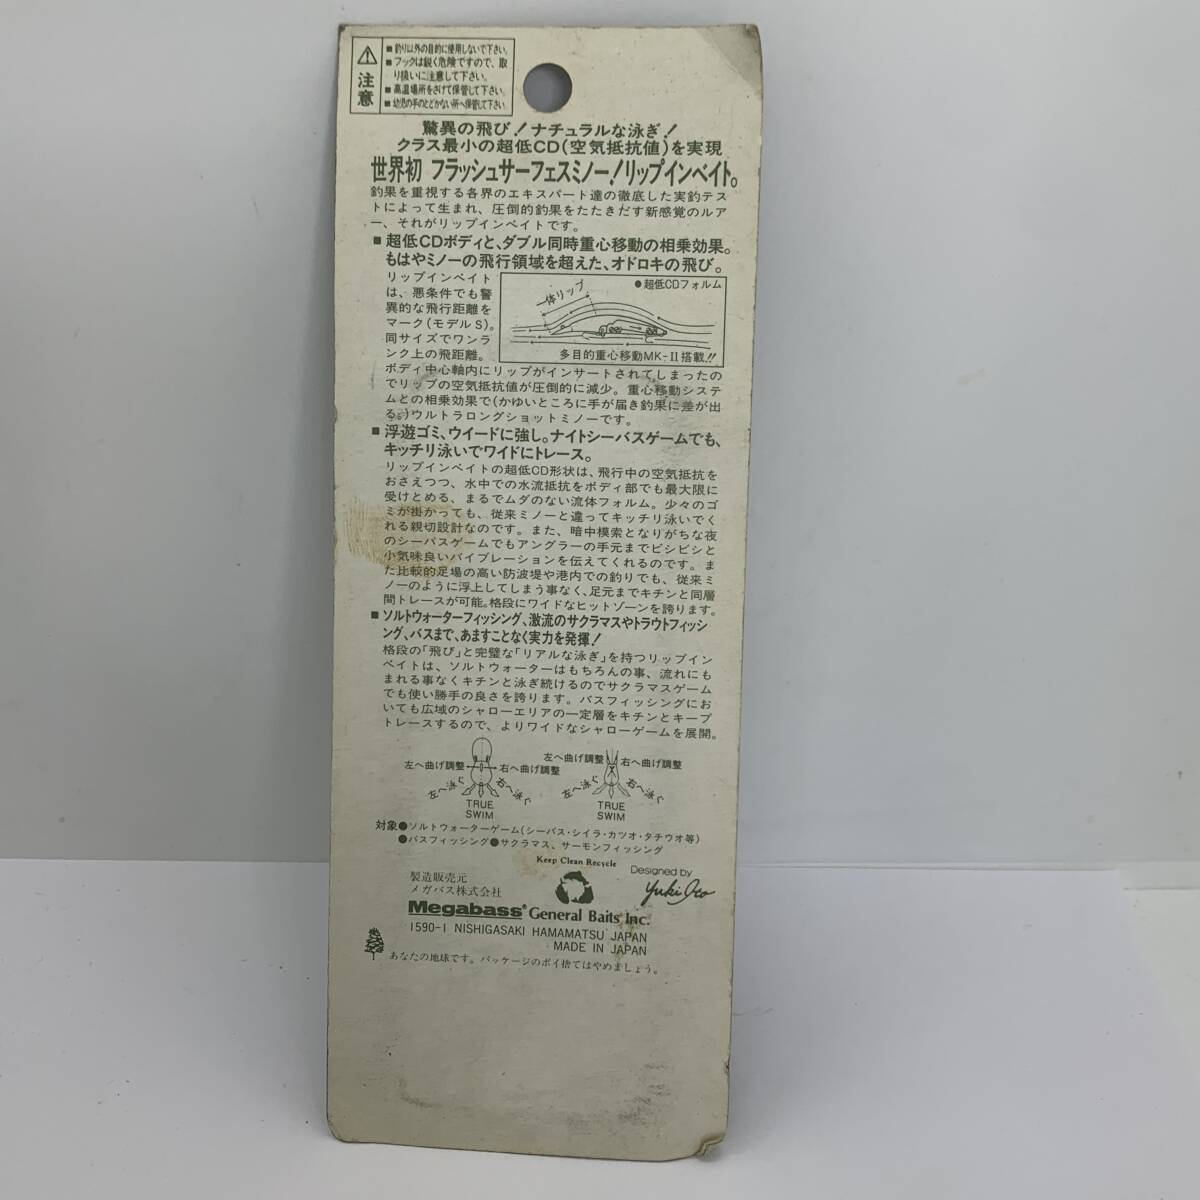 注意
■釣り以外の目的に使用しないで下さい。
■フックは鋭く危険ですので、取
り扱いに注意して下さい。
■高温場所をさけて保管して下さい。
■幼児の手のとどかない所へ保管して下さい
驚異の飛び!ナチュラルな泳ぎ!
クラス最小の超低CD(空気抵抗値)を実現
世界初 フラッシュサーフェスミノー!リップインベイト。
釣果を重視する各界のエキスパート達の徹底した実釣テス
トによって生まれ、圧倒的釣果をたたきだす新感覚のルア
ー、それがリップインベイトです。
■超低CDボディと、ダブル同時重心移動の相乗効果。
もはやミノーの飛行領域を超えた、オドロキの飛び。
リップインベイト
は、悪条件でも驚
異的な飛行距離を
マーク(モデルS)。
同サイズでワンラ
ンク上の飛距離。
●超低CDフォルム
一体リップ
多目的重心移動MK-II搭載!!
ボディ中心軸内にリップがインサートされてしまったの
でリップの空気抵抗値が圧倒的に減少。重心移動システ
ムとの相乗効果で(かゆいところに手が届き釣果に差が出
る。)ウルトラロングショットミノーです。
■浮遊ゴミ、ウイードに強し。ナイトシーバスゲームでも、
キッチリ泳いでワイドにトレース。
リップインベイトの超低CD形状は、飛行中の空気抵抗を
おさえつつ、水中での水流抵抗をボディ部でも最大限に
受けとめる、まるでムダのない流体フォルム。少々のゴ
ミが掛かっても、従来ミノーと違ってキッチリ泳いでく
れる親切設計なのです。また、暗中模索となりがちな夜
のシーバスゲームでもアングラーの手元までビシビシと
小気味良いバイブレーションを伝えてくれるのです。ま
た比較的足場の高い防波堤や港内での釣りでも、従来ミ
ノーのように浮上してしまう事なく、足元までキチンと同層
間トレースが可能。格段にワイドなヒットゾーンを誇ります。
■ソルトウォーターフィッシング、激流のサクラマスやトラウトフィッシ
ング、バスまで、あますことなく実力を発揮!
格段の「飛び」と完璧な「リアルな泳ぎ」を持つリップイン
ベイトは、ソルトウォーターはもちろんの事、流れにも
まれる事なくキチンと泳ぎ続けるのでサクラマスゲーム
でも使い勝手の良さを誇ります。バスフィッシングにお
いても広域のシャローエリアの一定層をキチンとキープ
トレースするので、よりワイドなシャローゲームを展開。
左へ曲げ調整 右へ曲げ調整
左へ泳ぐ 右へ泳ぐ
TRUE
SWIM
左へ曲げ調整 右へ曲げ調整
左へ泳ぐ 右へ泳ぐ
TRUE
SWIM
対象●ソルトウォーターゲーム(シーバス・シイラ・カツオ・タチウオ等)
●バスフィッシング●サクラマス、サーモンフィッシング
Keep Clean Recycle
製造販売元
メガバス株式会社
Designed by
Yuki Ito
Megabass® General Baits Inc.
1590-1 NISHIGASAKI HAMAMATSU JAPAN
MADE IN JAPAN
あなたの地球です。パッケージのポイ捨てはやめましょう。